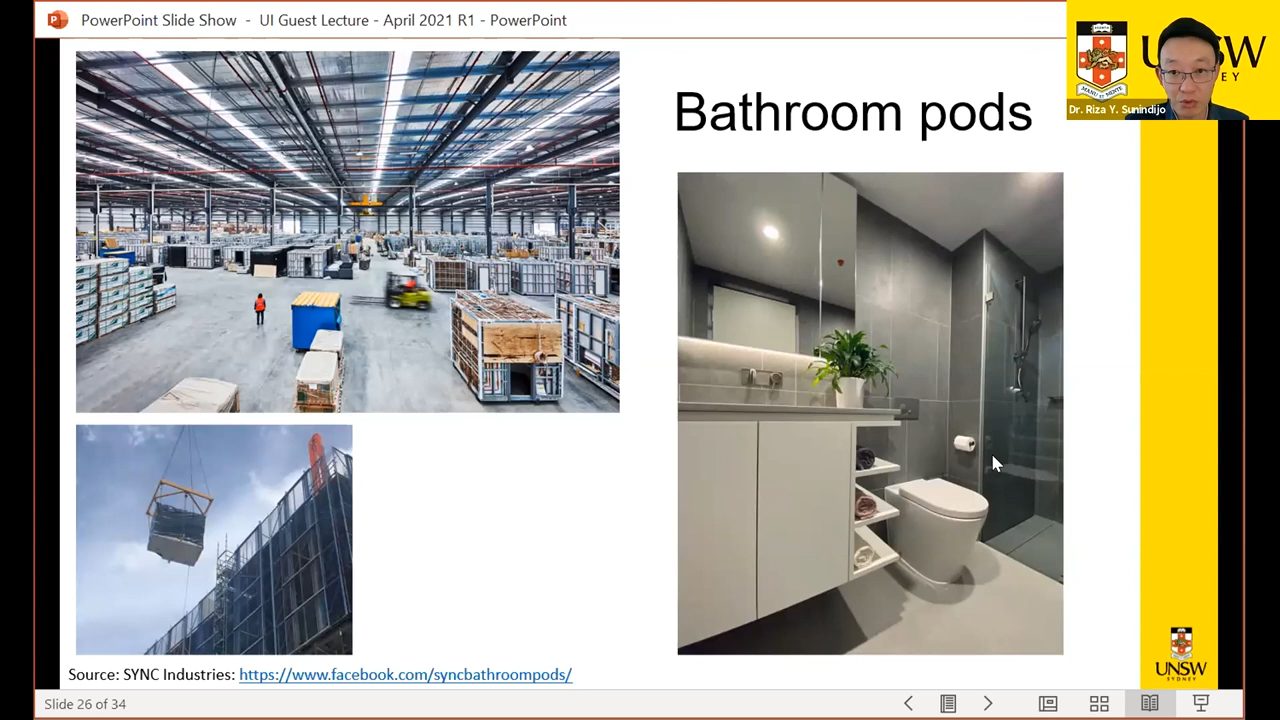 PowerPoint Slide Show - UI Guest Lecture - April 2021 R1 - PowerPoint
Dr. Riza Y. Sunindijo
Bathroom pods
Source: SYNC Industries: https://www.facebook.com/syncbathroompods/
UNSW
SYDNEY
Slide 26 of 34